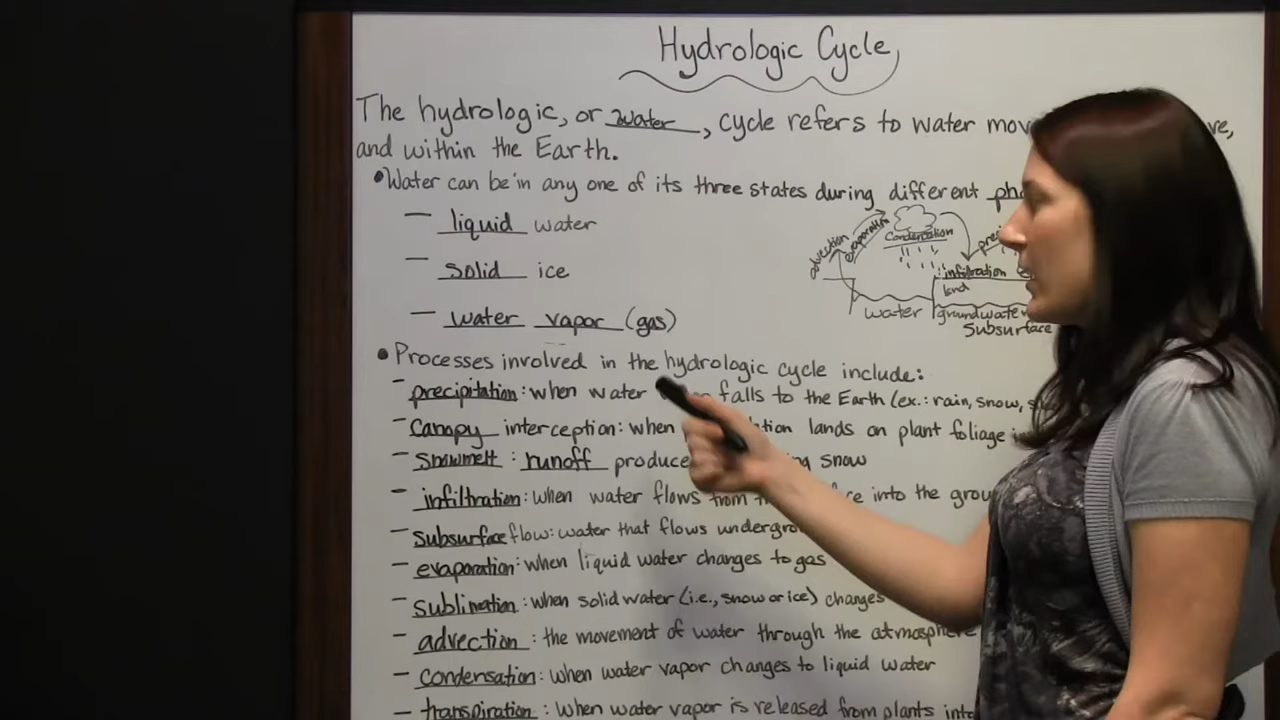 Hydrologic Cycle
The hydrologic, or water, cycle refers to water
and within the Earth.
•Water can be in any one of its three states during different
– liquid water
– solid ice
– water vapor (gas)
advection
evaporation
Condensation
infiltration
land
water
groundwater
subsurface
•Processes involved in the hydrologic cycle include:
– precipitation: when water falls to the Earth (ex.: rain, snow,
– Canopy interception: when lands on plant foliage
– snowmelt: runoff snow
– infiltration: when water flows from into the
– subsurface flow: water that flows
– evaporation: when liquid water changes to gas
– sublimation: when solid water (i.e., snow or ice) changes
– advection: the movement of water through the atmosphere
– condensation: when water vapor changes to liquid water
– transpiration: when water vapor is released from plants